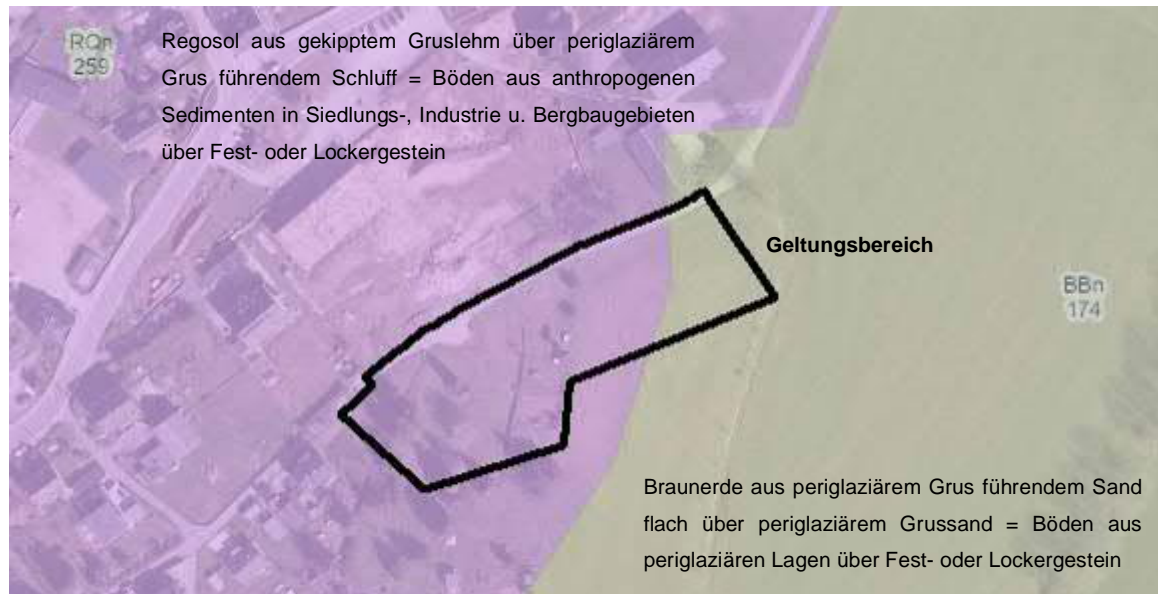 RQn
259
Regosol aus gekipptem Gruslehm über periglaziärem
Grus führendem Schluff = Böden aus anthropogenen
Sedimenten in Siedlungs-, Industrie u. Bergbaugebieten
über Fest- oder Lockergestein
Geltungsbereich
BBn
174
Braunerde aus periglaziärem Grus führendem Sand
flach über periglaziärem Grussand = Böden aus
periglaziären Lagen über Fest- oder Lockergestein